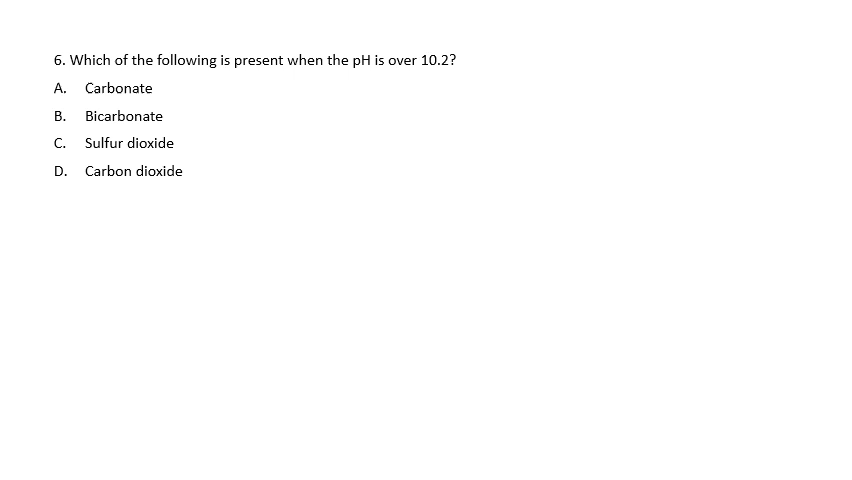 6. Which of the following is present when the pH is over 10.2?
A. Carbonate
B. Bicarbonate
C. Sulfur dioxide
D. Carbon dioxide